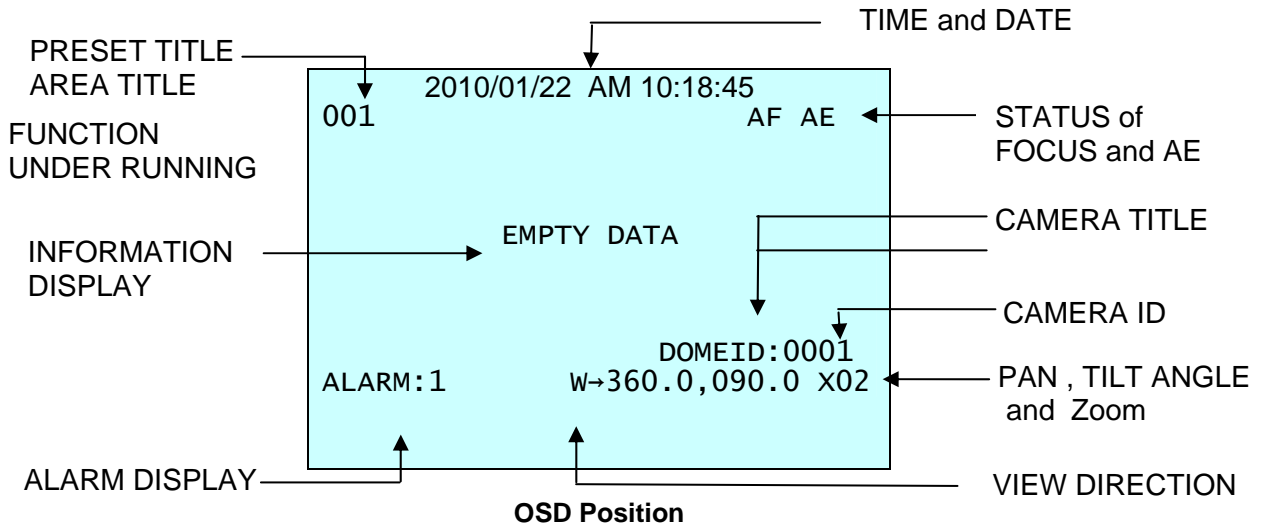 TIME and DATE
PRESET TITLE
AREA TITLE
2010/01/22 AM 10:18:45
001
AF AE
STATUS of
FOCUS and AE
FUNCTION
UNDER RUNNING
CAMERA TITLE
EMPTY DATA
INFORMATION
DISPLAY
CAMERA ID
DOMEID:0001
ALARM:1
W→360.0,090.0 X02
PAN , TILT ANGLE
and Zoom
ALARM DISPLAY
VIEW DIRECTION
OSD Position